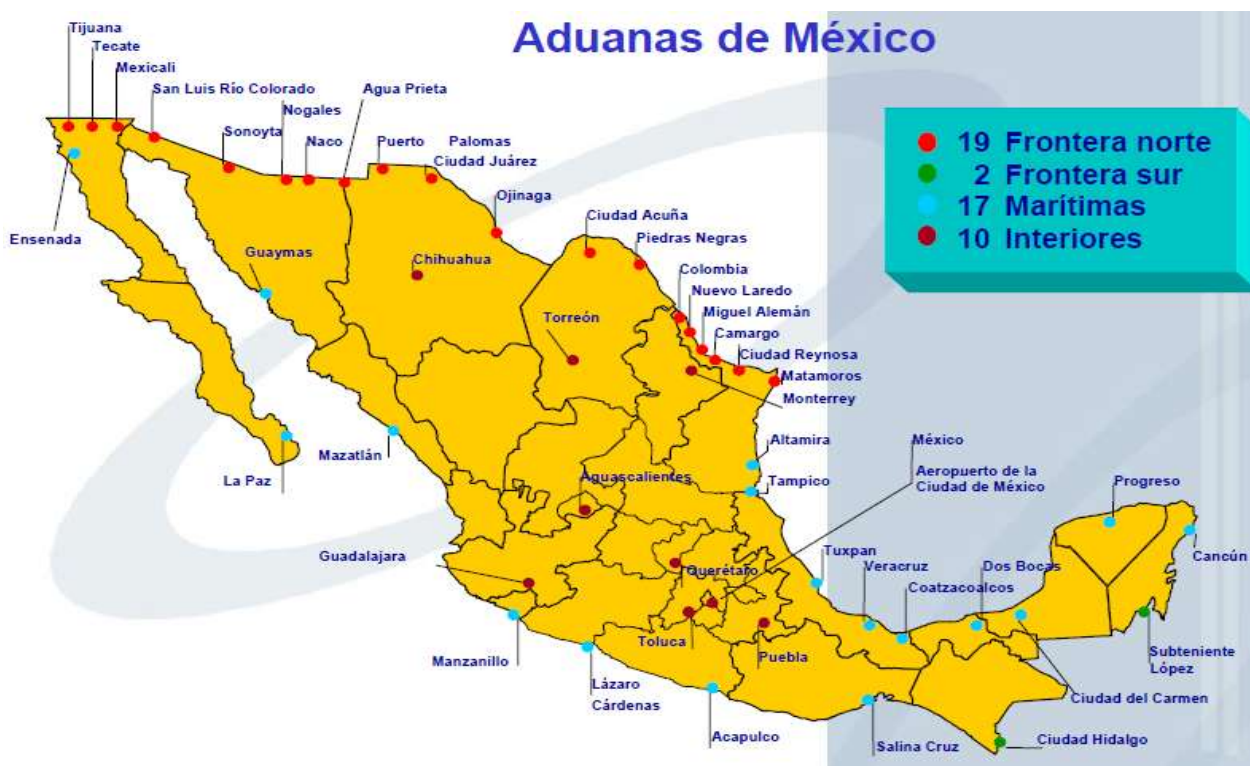 Aduanas de México
19 Frontera norte
2 Frontera sur
17 Marítimas
10 Interiores
Tijuana
Tecate
Mexicali
San Luis Río Colorado
Nogales
Agua Prieta
Sonoyta
Naco
Puerto Palomas
Ciudad Juárez
Ojinaga
Ciudad Acuña
Piedras Negras
Ensenada
Guaymas
Chihuahua
Colombia
Nuevo Laredo
Miguel Alemán
Torreón
Camargo
Ciudad Reynosa
Matamoros
Monterrey
La Paz
Mazatlán
Altamira
México
Aguascalientes
Aeropuerto de la
Ciudad de México
Tampico
Progreso
Guadalajara
Querétaro
Tuxpan
Veracruz
Dos Bocas
Cancún
Coatzacoalcos
Manzanillo
Toluca
Puebla
Subteniente
López
Lázaro
Cárdenas
Ciudad del Carmen
Acapulco
Salina Cruz
Ciudad Hidalgo